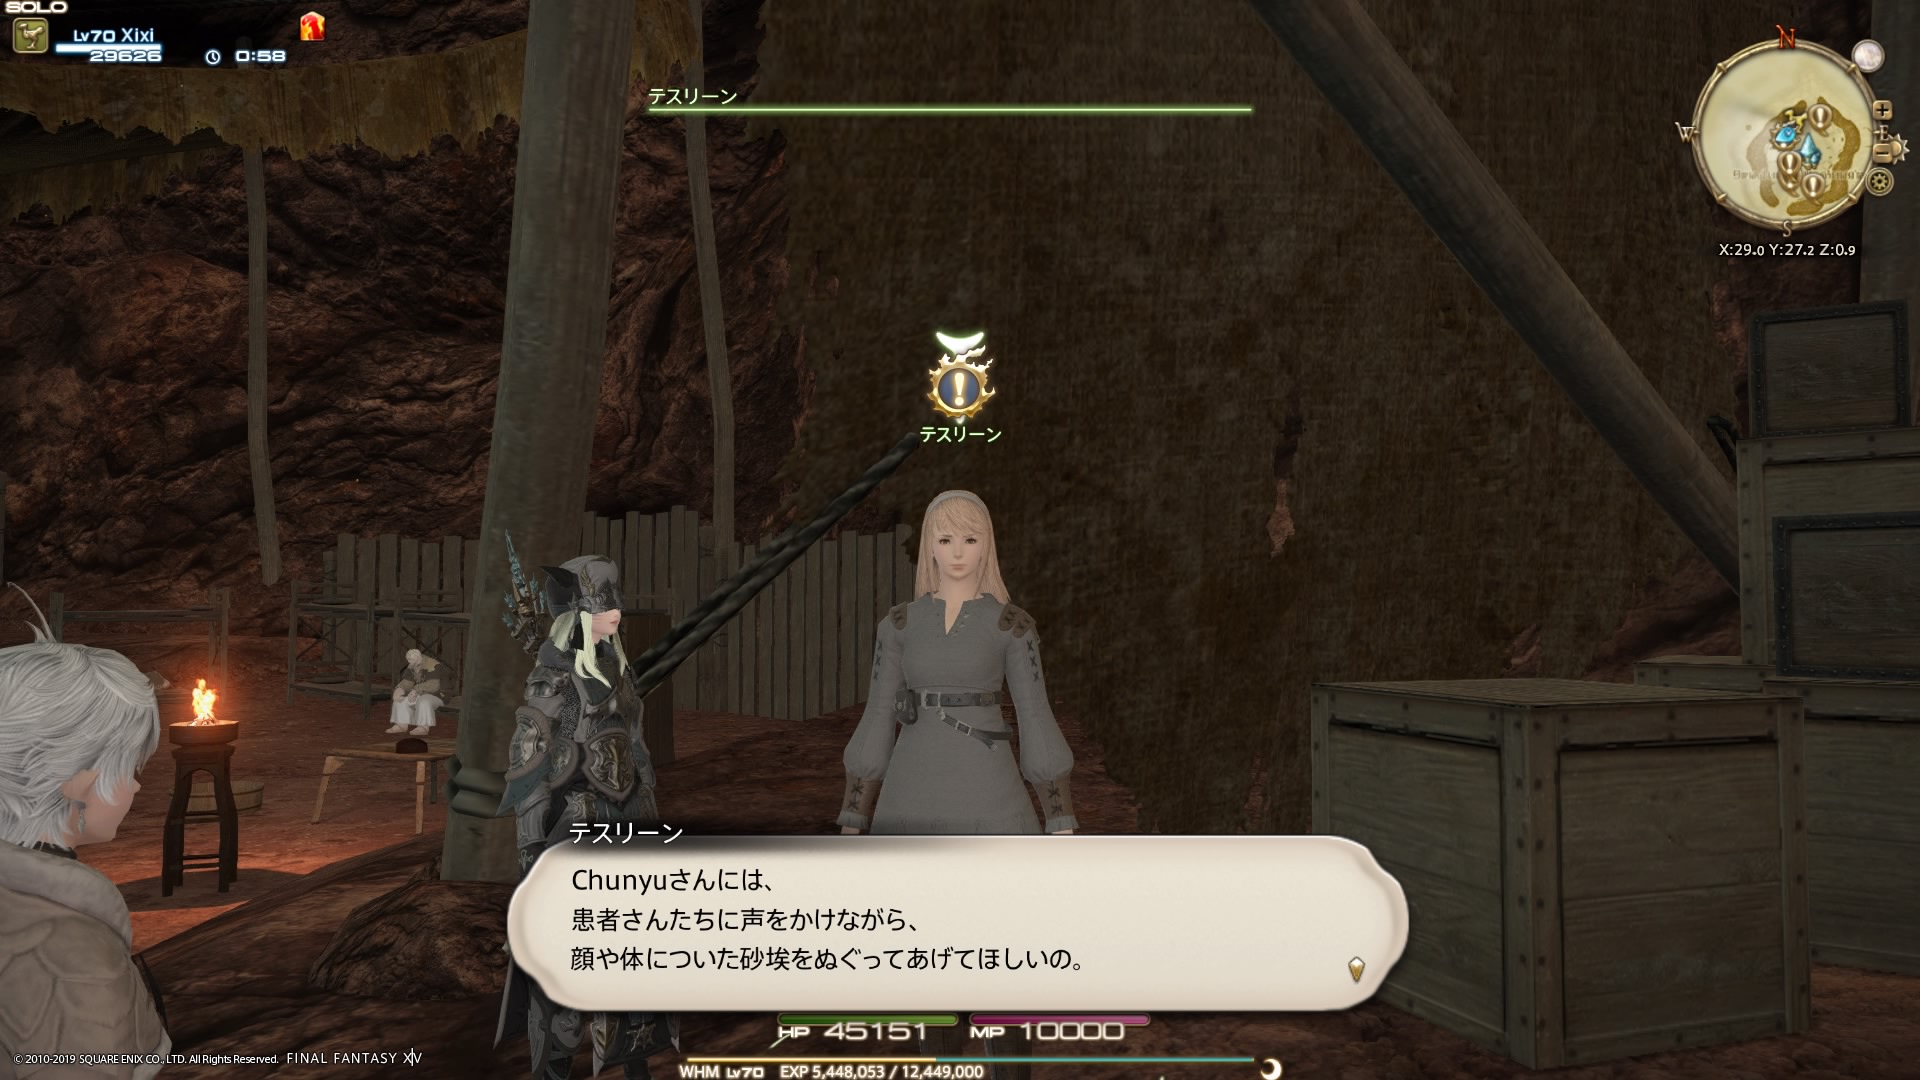 SOLO
Lv70 Xixi
29626
0:58
テスリーン
N
W
E
S
X:29.0 Y:27.2 Z:0.9
テスリーン
テスリーン
Chunyuさんには、
患者さんたちに声をかけながら、
顔や体についた砂埃をぬぐってあげてほしいの。
HP 45151 MP 10000
WHM Lv70 EXP 5,448,053 / 12,449,000
© 2010-2019 SQUARE ENIX CO., LTD. All Rights Reserved. FINAL FANTASY XIV